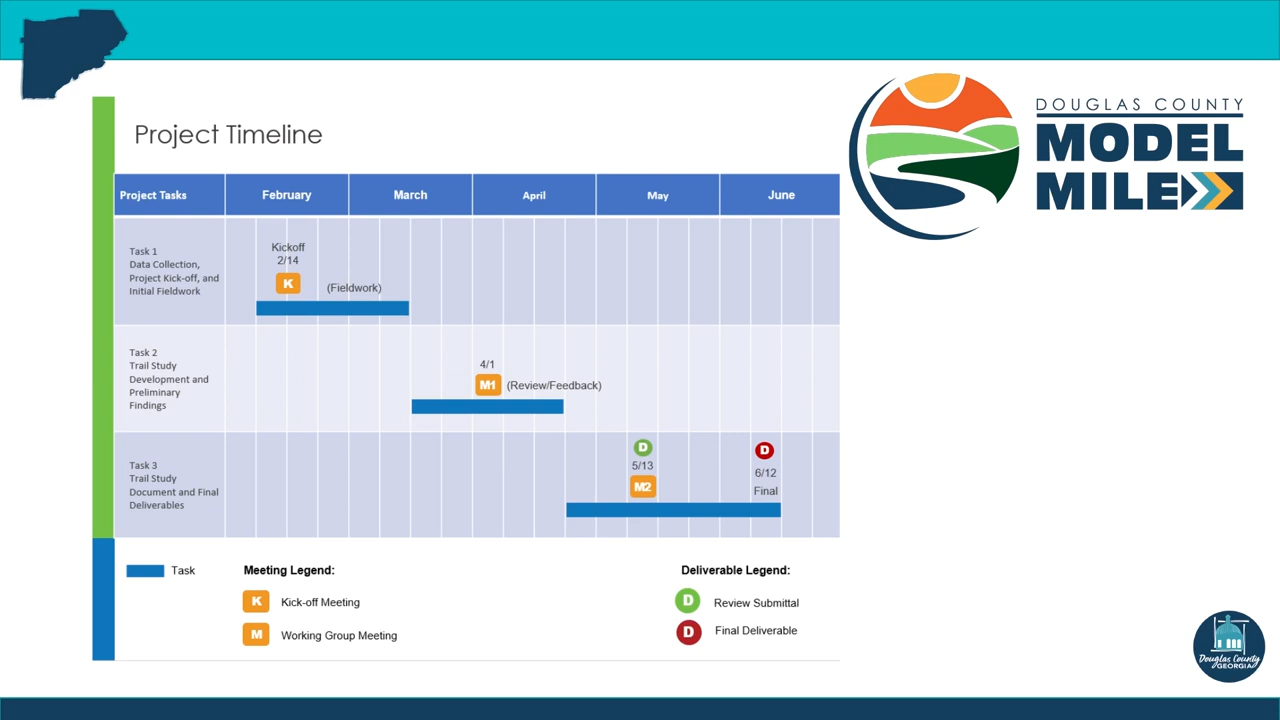 DOUGLAS COUNTY
MODEL
MILE
Project Timeline
Project Tasks February March April May June
Task 1
Data Collection,
Project Kick-off, and
Initial Fieldwork
Kickoff
2/14
K
(Fieldwork)
Task 2
Trail Study
Development and
Preliminary
Findings
4/1
M1 (Review/Feedback)
Task 3
Trail Study
Document and Final
Deliverables
D
5/13
M2
D
6/12
Final
Task
Meeting Legend:
K Kick-off Meeting
M Working Group Meeting
Deliverable Legend:
D Review Submittal
D Final Deliverable
Douglas County
GEORGIA